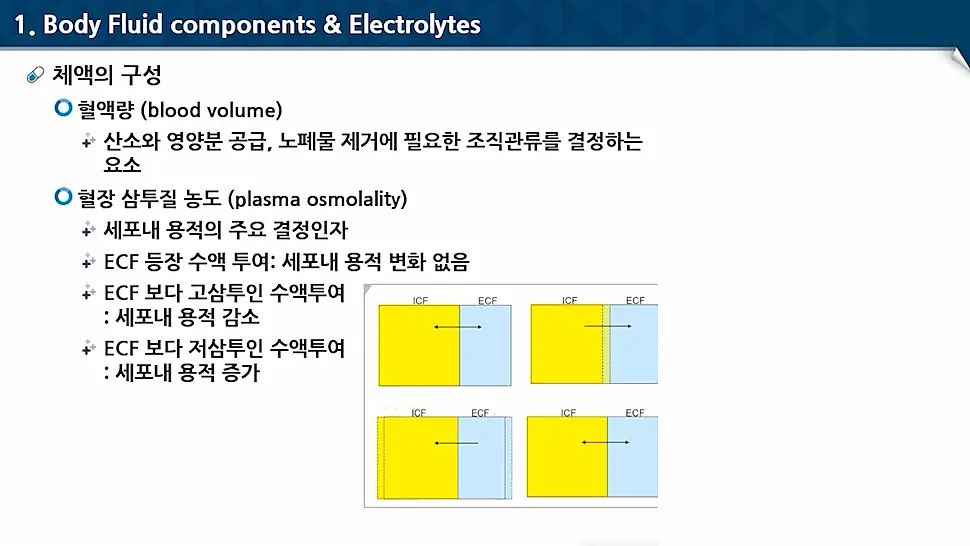 1. Body Fluid components & Electrolytes
체액의 구성
혈액량 (blood volume)
산소와 영양분 공급, 노폐물 제거에 필요한 조직관류를 결정하는
요소
혈장 삼투질 농도 (plasma osmolality)
세포내 용적의 주요 결정인자
ECF 등장 수액 투여: 세포내 용적 변화 없음
ECF 보다 고삼투인 수액투여
: 세포내 용적 감소
ECF 보다 저삼투인 수액투여
: 세포내 용적 증가
ICF ECF ICF ECF
ICF ECF ICF ECF